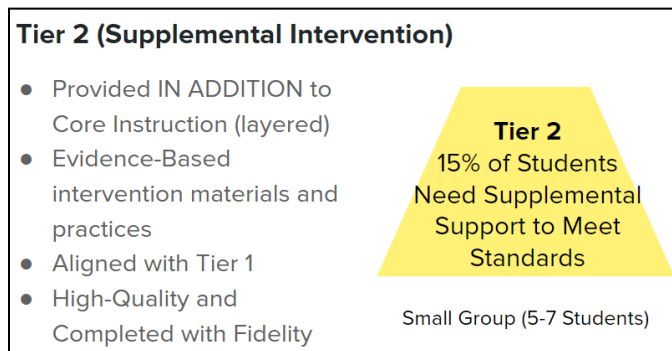 Tier 2 (Supplemental Intervention)
● Provided IN ADDITION to
Core Instruction (layered)
● Evidence-Based
intervention materials and
practices
● Aligned with Tier 1
● High-Quality and
Completed with Fidelity
Tier 2
15% of Students
Need Supplemental
Support to Meet
Standards
Small Group (5-7 Students)